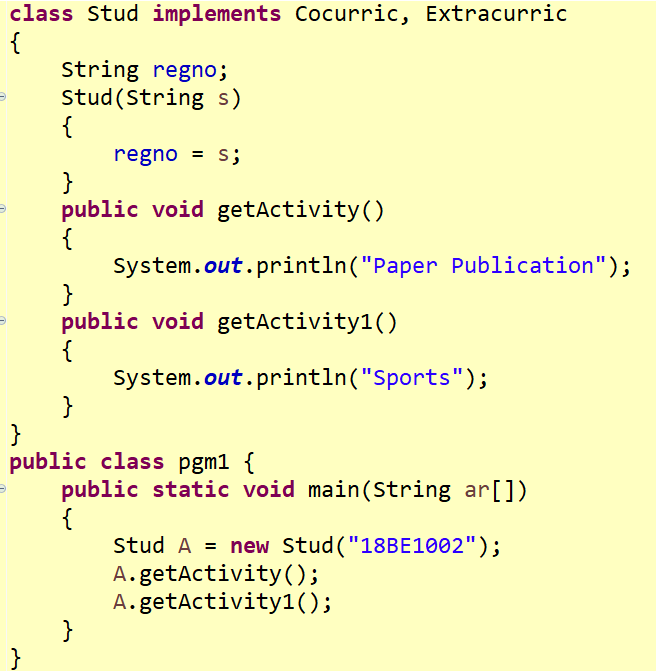 class Stud implements Cocurric, Extracurric
{
    String regno;
    Stud(String s)
    {
        regno = s;
    }
    public void getActivity()
    {
        System.out.println("Paper Publication");
    }
    public void getActivity1()
    {
        System.out.println("Sports");
    }
}
public class pgm1 {
    public static void main(String ar[])
    {
        Stud A = new Stud("18BE1002");
        A.getActivity();
        A.getActivity1();
    }
}